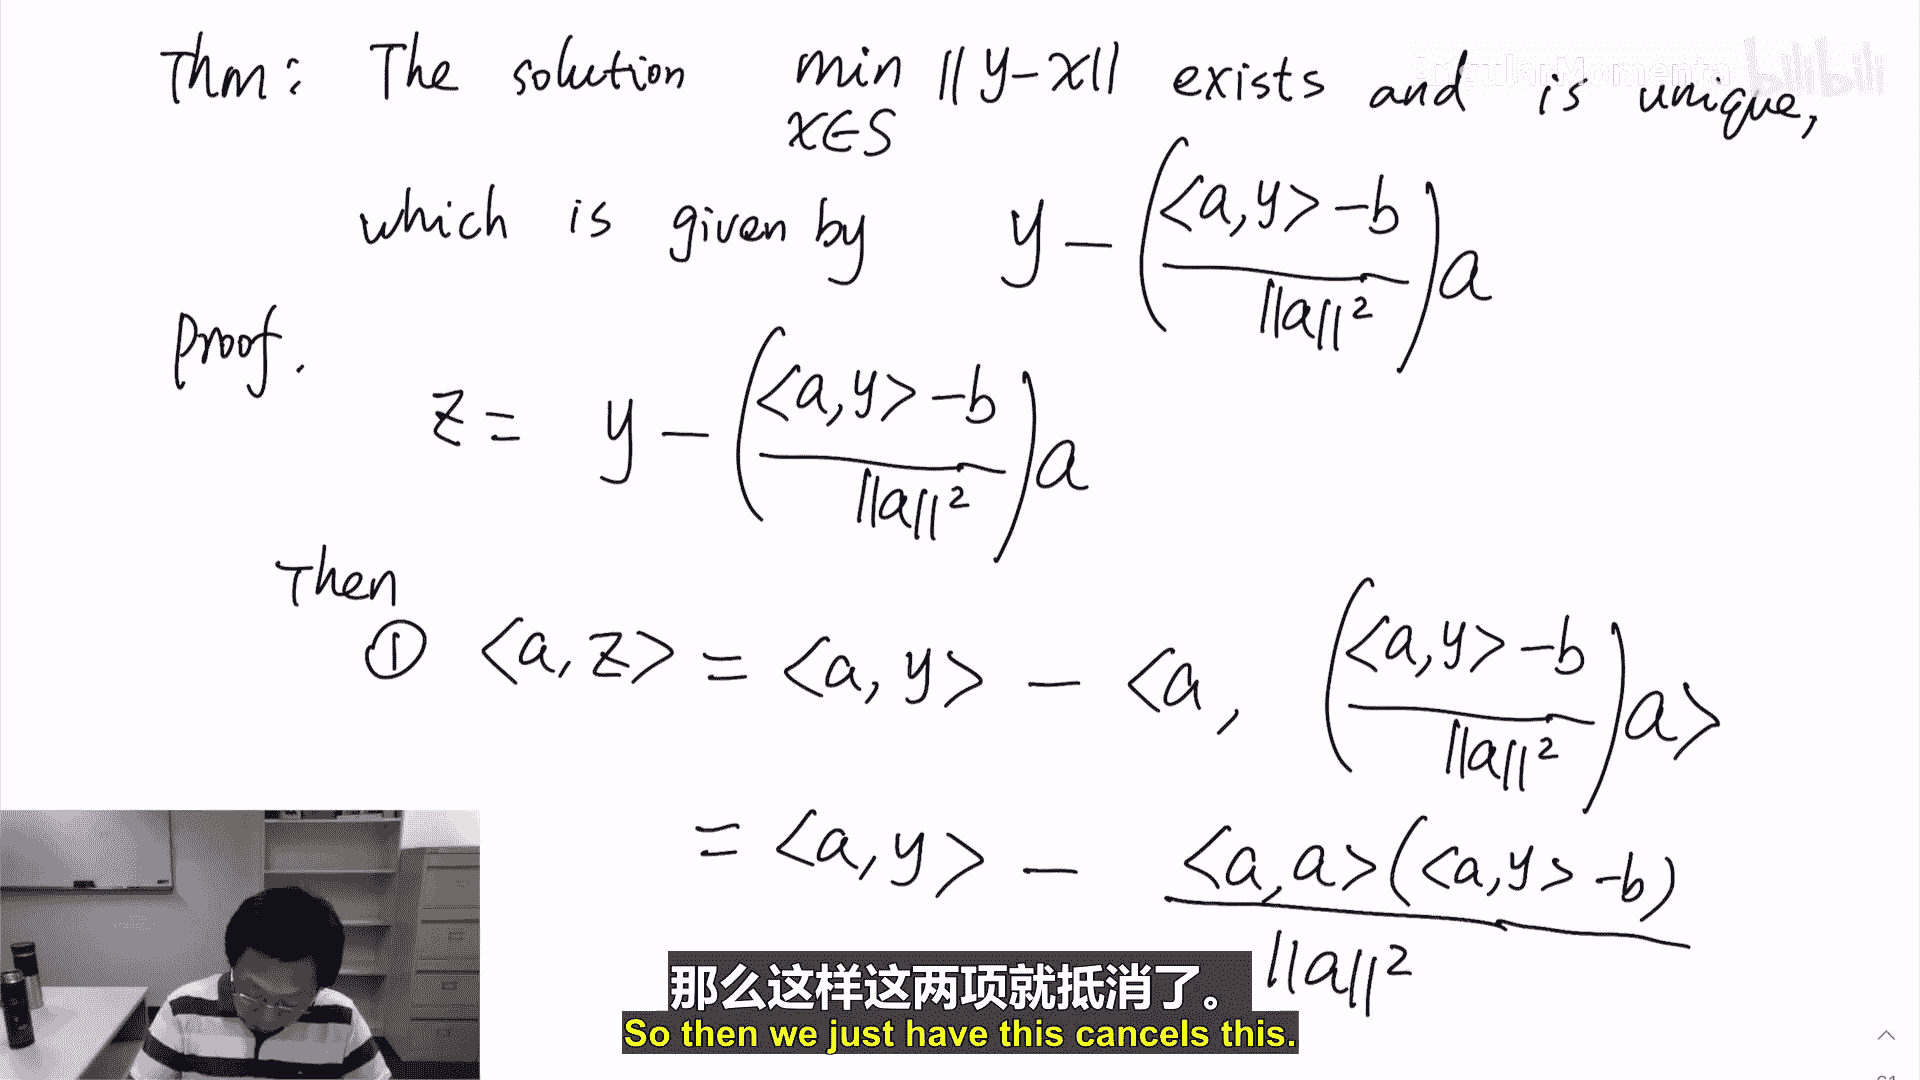 Thm: The solution min ||y-x|| exists and is unique,
x∈S
which is given by y - (<a,y> -b / ||a||²) a
Proof.
z = y - (<a,y> -b / ||a||²) a
Then
① <a,z> = <a,y> - <a, (<a,y> -b / ||a||²) a>
= <a,y> - <a,a>(<a,y> -b) / ||a||²
那么这样这两项就抵消了。
So then we just have this cancels this.
bilibili